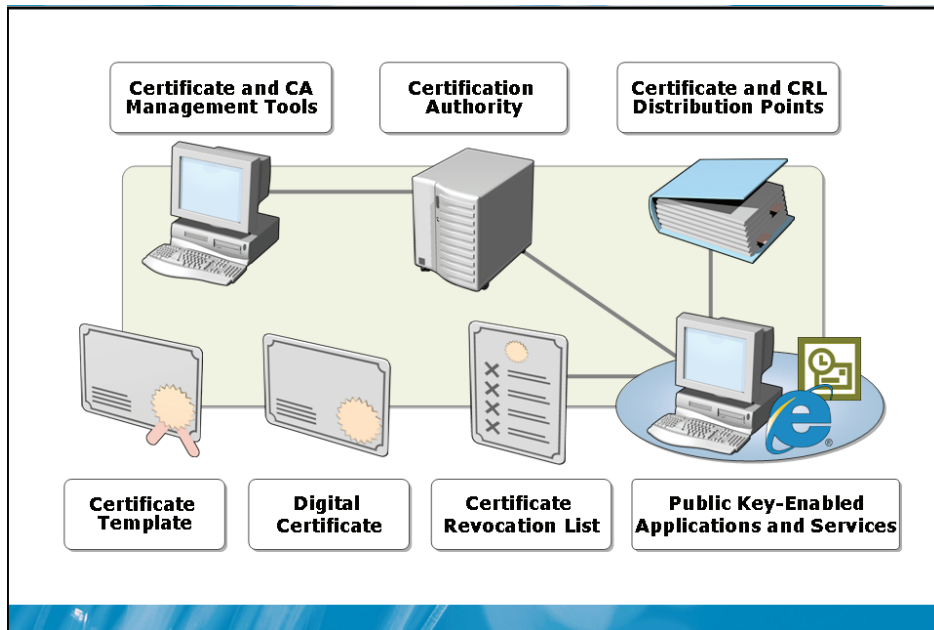 Certificate and CA
Management Tools
Certification
Authority
Certificate and CRL
Distribution Points
Certificate
Template
Digital
Certificate
Certificate
Revocation List
Public Key-Enabled
Applications and Services
e
®